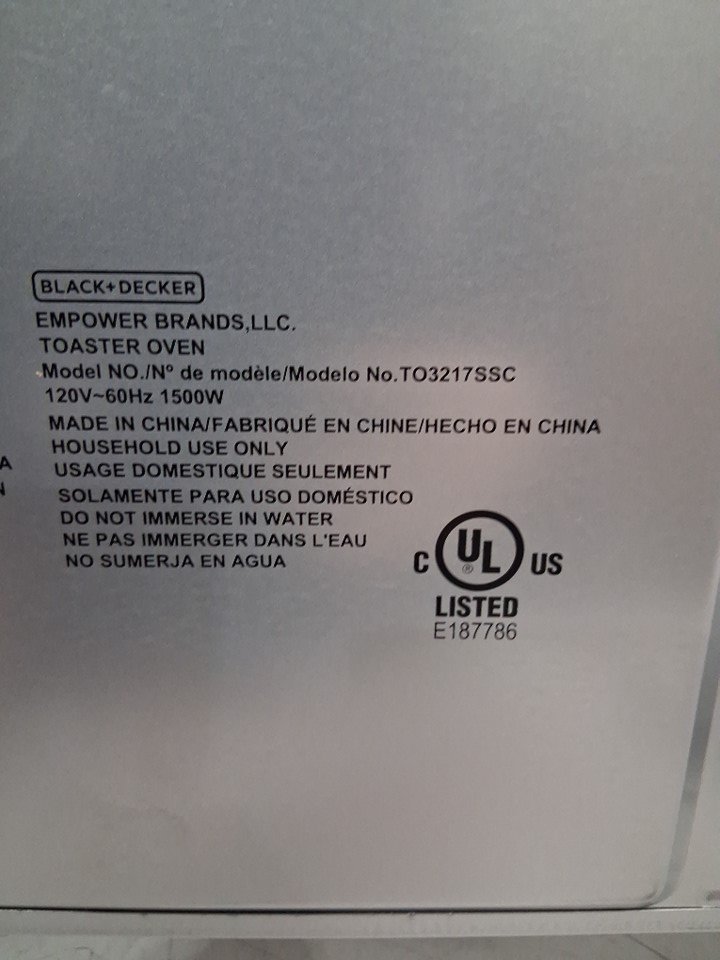 BLACK+DECKER
EMPOWER BRANDS,LLC.
TOASTER OVEN
Model NO./Nº de modèle/Modelo No.TO3217SSC
120V~60Hz 1500W
MADE IN CHINA/FABRIQUÉ EN CHINE/HECHO EN CHINA
HOUSEHOLD USE ONLY
USAGE DOMESTIQUE SEULEMENT
SOLAMENTE PARA USO DOMÉSTICO
DO NOT IMMERSE IN WATER
NE PAS IMMERGER DANS L'EAU
NO SUMERJA EN AGUA
C UL ® US
LISTED
E187786